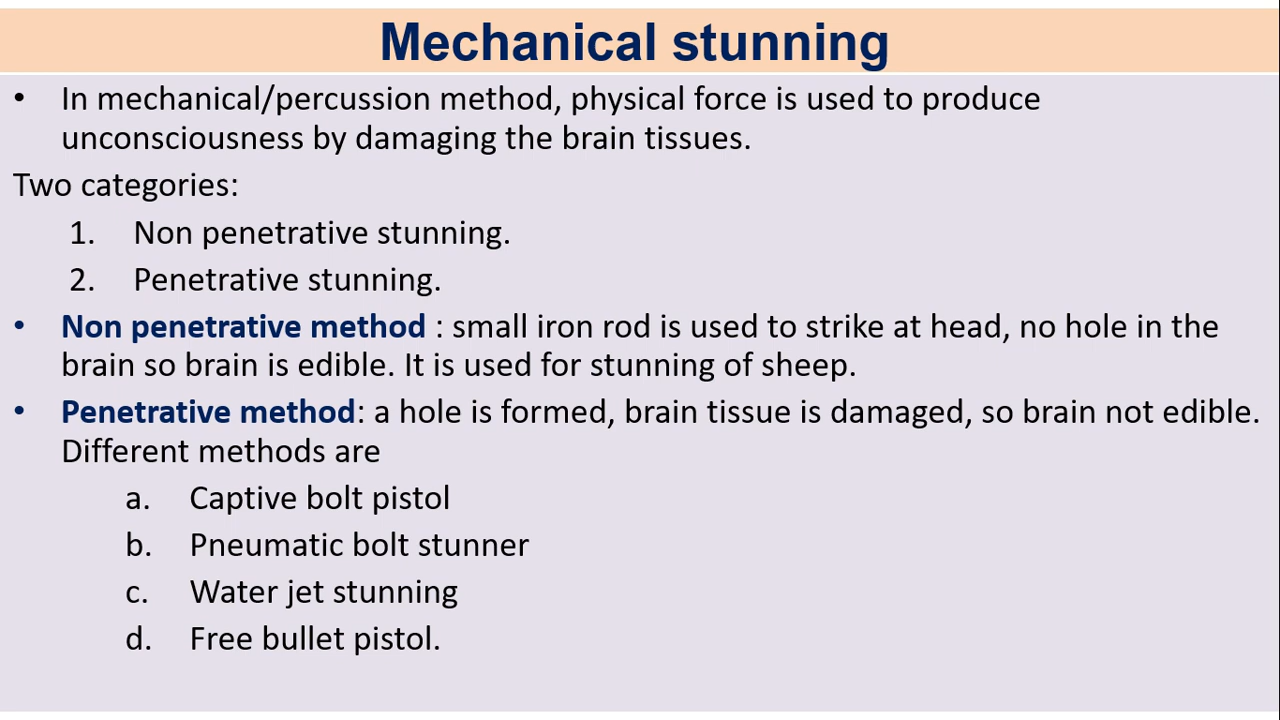 Mechanical stunning
• In mechanical/percussion method, physical force is used to produce
unconsciousness by damaging the brain tissues.
Two categories:
1. Non penetrative stunning.
2. Penetrative stunning.
• Non penetrative method : small iron rod is used to strike at head, no hole in the
brain so brain is edible. It is used for stunning of sheep.
• Penetrative method: a hole is formed, brain tissue is damaged, so brain not edible.
Different methods are
a. Captive bolt pistol
b. Pneumatic bolt stunner
c. Water jet stunning
d. Free bullet pistol.